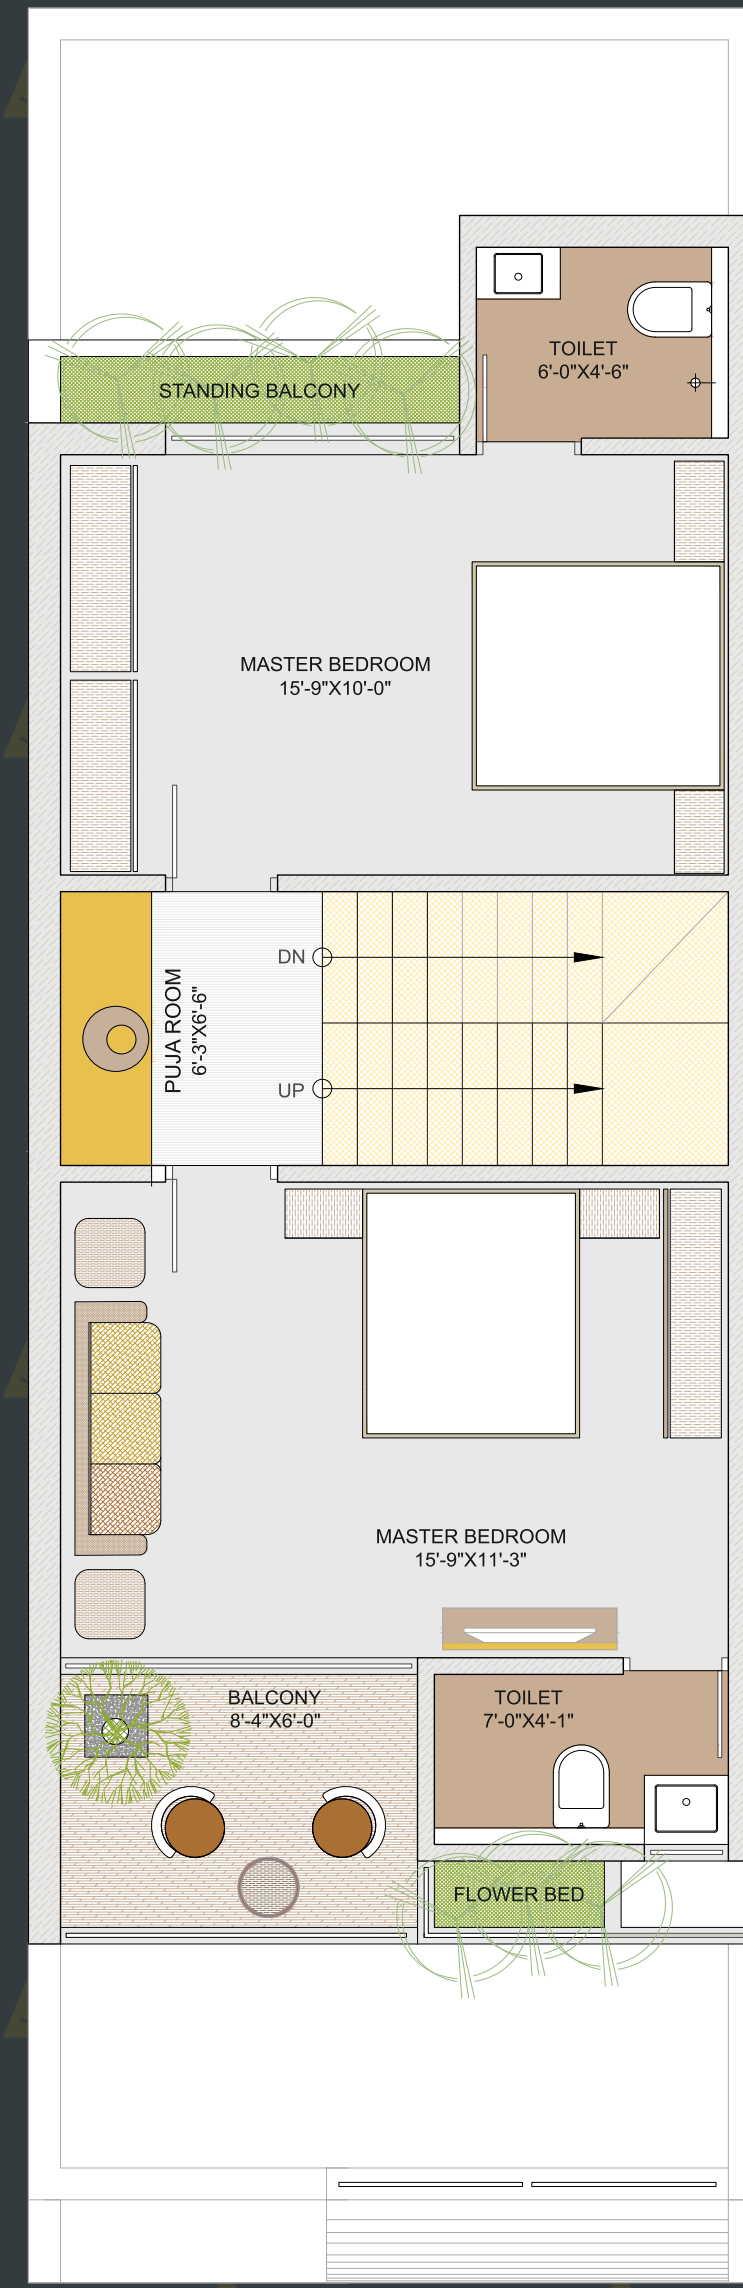 TOILET
6'-0"X4'-6"
STANDING BALCONY
MASTER BEDROOM
15'-9"X10'-0"
DN
PUJA ROOM
6'-3"X6'-6"
UP
MASTER BEDROOM
15'-9"X11'-3"
BALCONY
8'-4"X6'-0"
TOILET
7'-0"X4'-1"
FLOWER BED